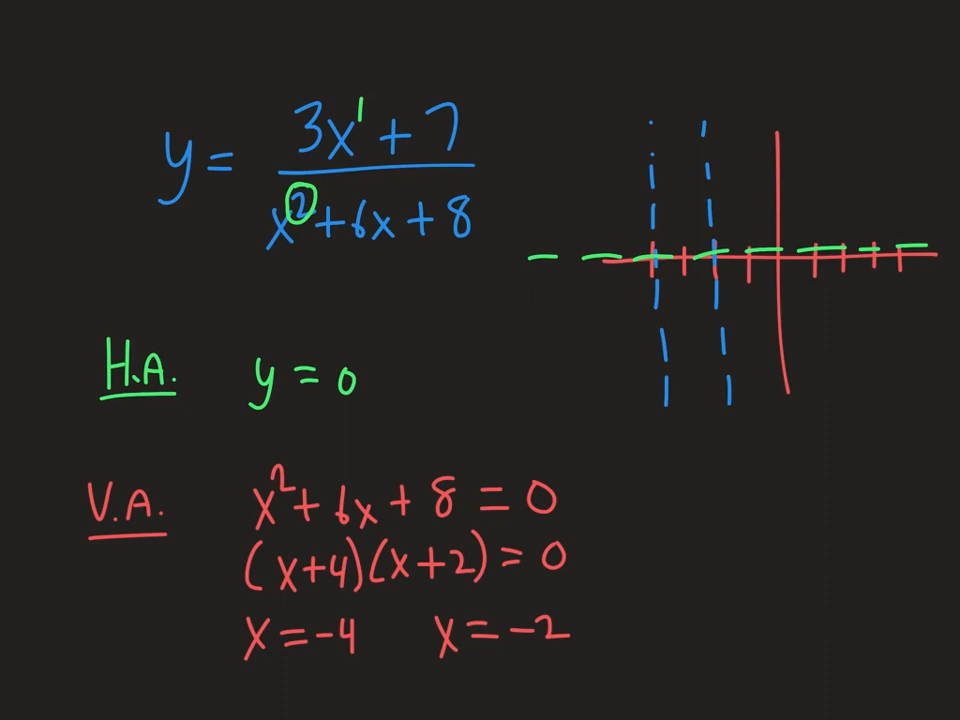 y = 3x¹ + 7
x² + 6x + 8
H.A. y = 0
V.A. x² + 6x + 8 = 0
(x+4)(x+2) = 0
x = -4 x = -2